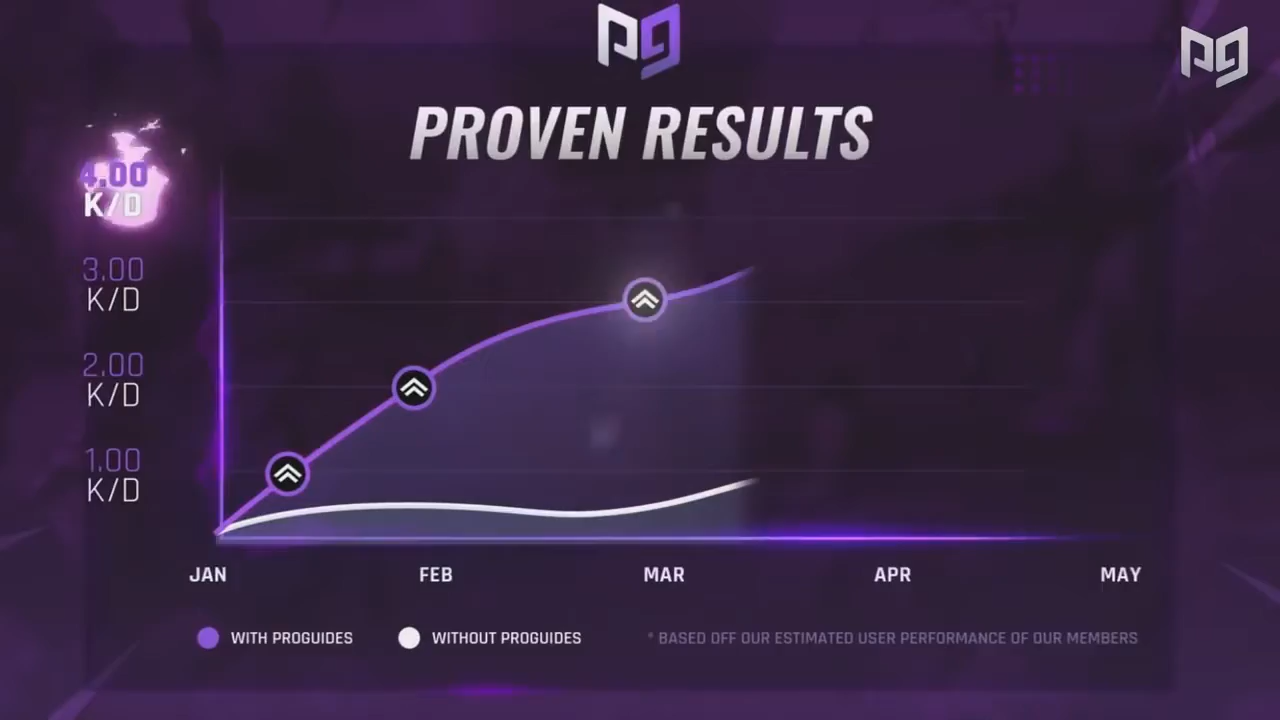 PG
PG
PROVEN RESULTS
4.00
K/D
3.00
K/D
2.00
K/D
1.00
K/D
JAN FEB MAR APR MAY
WITH PROGUIDES WITHOUT PROGUIDES * BASED OFF OUR ESTIMATED USER PERFORMANCE OF OUR MEMBERS